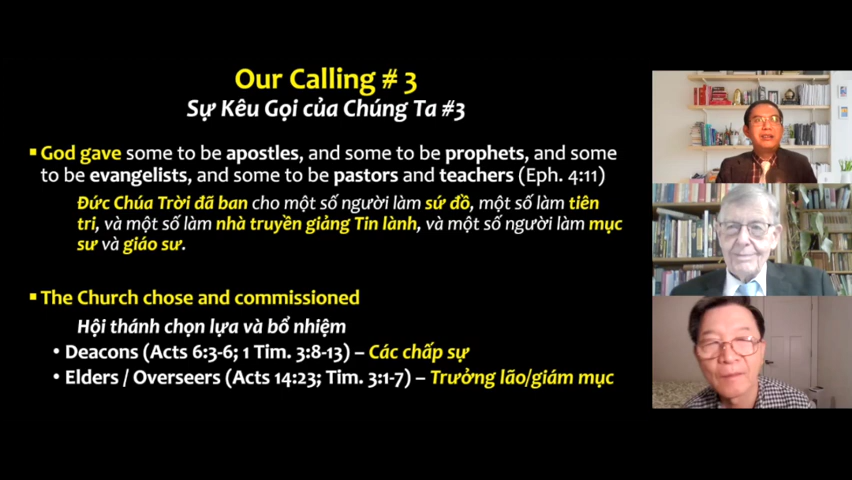 Our Calling # 3
Sự Kêu Gọi của Chúng Ta #3
▪ God gave some to be apostles, and some to be prophets, and some
to be evangelists, and some to be pastors and teachers (Eph. 4:11)
Đức Chúa Trời đã ban cho một số người làm sứ đồ, một số làm tiên
tri, và một số làm nhà truyền giảng Tin lành, và một số người làm mục
sư và giáo sư.
▪ The Church chose and commissioned
Hội thánh chọn lựa và bổ nhiệm
• Deacons (Acts 6:3-6; 1 Tim. 3:8-13) – Các chấp sự
• Elders / Overseers (Acts 14:23; Tim. 3:1-7) – Trưởng lão/giám mục